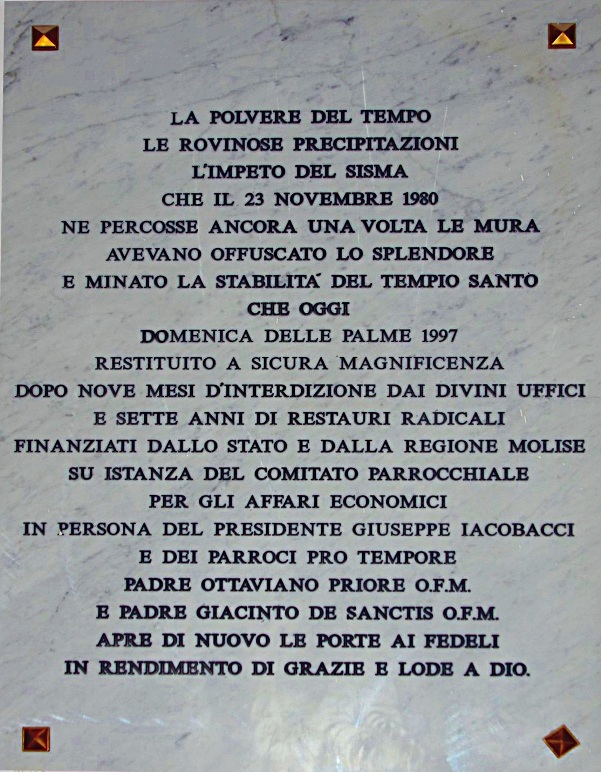 LA POLVERE DEL TEMPO
LE ROVINOSE PRECIPITAZIONI
L'IMPETO DEL SISMA
CHE IL 23 NOVEMBRE 1980
NE PERCOSSE ANCORA UNA VOLTA LE MURA
AVEVANO OFFUSCATO LO SPLENDORE
E MINATO LA STABILITA' DEL TEMPIO SANTO
CHE OGGI
DOMENICA DELLE PALME 1997
RESTITUITO A SICURA MAGNIFICENZA
DOPO NOVE MESI D'INTERDIZIONE DAI DIVINI UFFICI
E SETTE ANNI DI RESTAURI RADICALI
FINANZIATI DALLO STATO E DALLA REGIONE MOLISE
SU ISTANZA DEL COMITATO PARROCCHIALE
PER GLI AFFARI ECONOMICI
IN PERSONA DEL PRESIDENTE GIUSEPPE IACOBACCI
E DEI PARROCI PRO TEMPORE
PADRE OTTAVIANO PRIORE O.F.M.
E PADRE GIACINTO DE SANCTIS O.F.M.
APRE DI NUOVO LE PORTE AI FEDELI
IN RENDIMENTO DI GRAZIE E LODE A DIO.